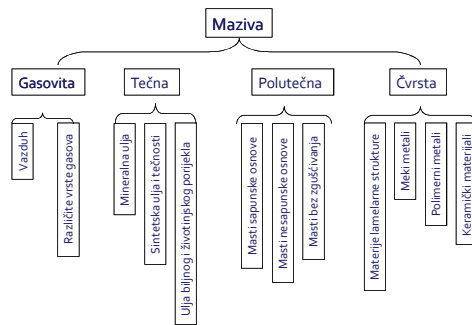 Maziva
Gasovita
Tečna
Polutečna
Čvrsta
Vazduh
Različite vrste gasova
Mineralna ulja
Sintetska ulja i tečnosti
Ulja biljnog i životinjskog porijekla
Masti sapunske osnove
Masti nesapunske osnove
Masti bez zgušćivanja
Materije lamelarne strukture
Meki metali
Polimerni metali
Keramički materijali